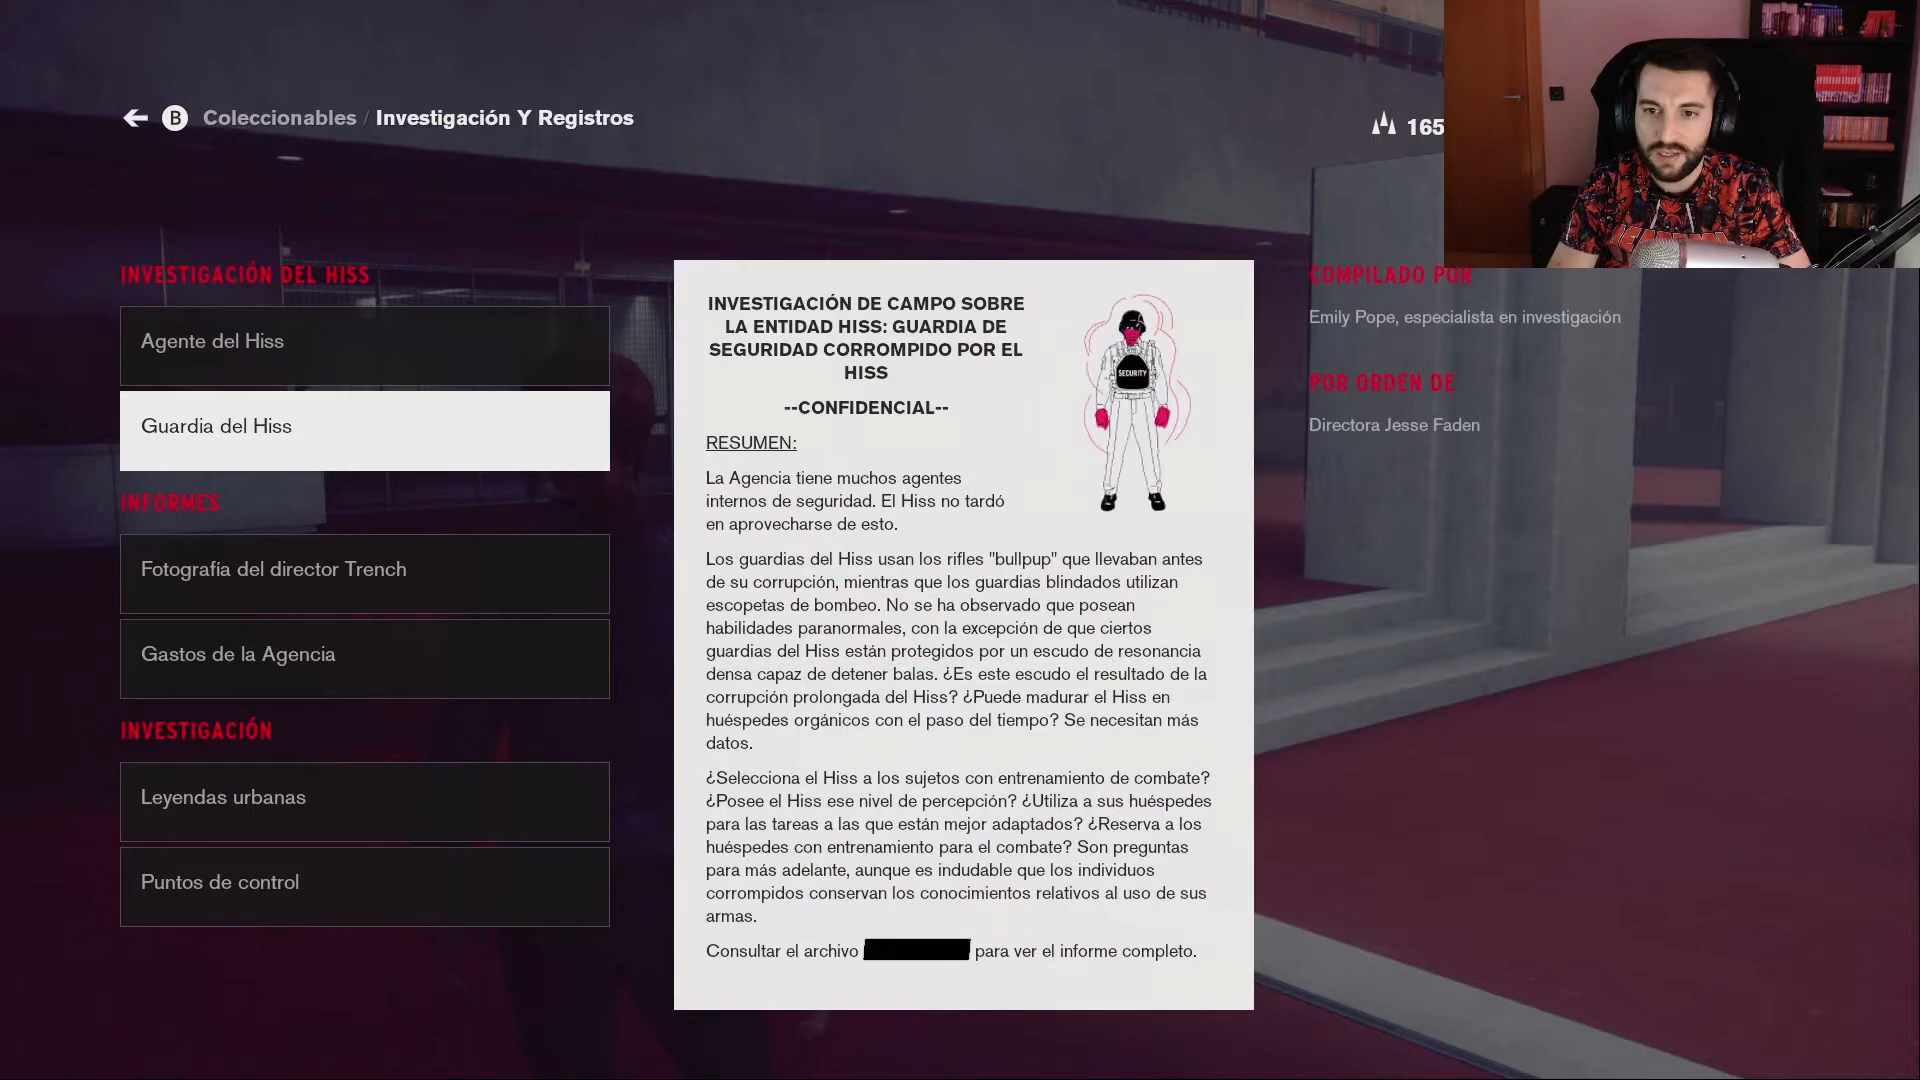 B Coleccionables / Investigación Y Registros
165
INVESTIGACIÓN DEL HISS
Agente del Hiss
Guardia del Hiss
INFORMES
Fotografía del director Trench
Gastos de la Agencia
INVESTIGACIÓN
Leyendas urbanas
Puntos de control
INVESTIGACIÓN DE CAMPO SOBRE
LA ENTIDAD HISS: GUARDIA DE
SEGURIDAD CORROMPIDO POR EL
HISS
--CONFIDENCIAL--
SECURITY
RESUMEN:
La Agencia tiene muchos agentes
internos de seguridad. El Hiss no tardó
en aprovecharse de esto.
Los guardias del Hiss usan los rifles "bullpup" que llevaban antes
de su corrupción, mientras que los guardias blindados utilizan
escopetas de bombeo. No se ha observado que posean
habilidades paranormales, con la excepción de que ciertos
guardias del Hiss están protegidos por un escudo de resonancia
densa capaz de detener balas. ¿Es este escudo el resultado de la
corrupción prolongada del Hiss? ¿Puede madurar el Hiss en
huéspedes orgánicos con el paso del tiempo? Se necesitan más
datos.
¿Selecciona el Hiss a los sujetos con entrenamiento de combate?
¿Posee el Hiss ese nivel de percepción? ¿Utiliza a sus huéspedes
para las tareas a las que están mejor adaptados? ¿Reserva a los
huéspedes con entrenamiento para el combate? Son preguntas
para más adelante, aunque es indudable que los individuos
corrompidos conservan los conocimientos relativos al uso de sus
armas.
Consultar el archivo para ver el informe completo.
COMPILADO POR
Emily Pope, especialista en investigación
POR ORDEN DE
Directora Jesse Faden